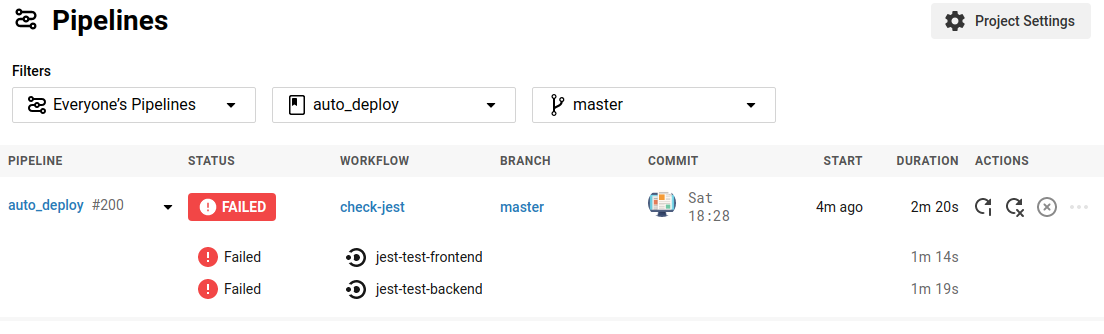 Pipelines
Project Settings
Filters
Everyone's Pipelines auto_deploy master
PIPELINE STATUS WORKFLOW BRANCH COMMIT START DURATION ACTIONS
auto_deploy #200 FAILED check-jest master Sat 18:28 4m ago 2m 20s
Failed jest-test-frontend 1m 14s
Failed jest-test-backend 1m 19s